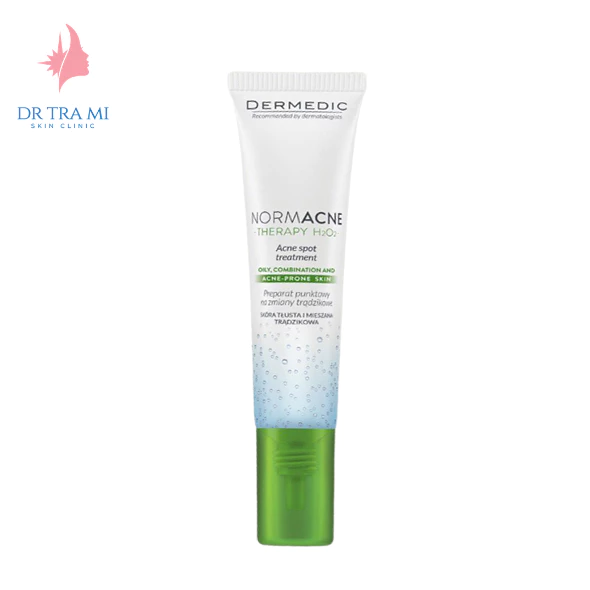 DR TRA MI
SKIN CLINIC
DERMEDIC
Recommended by dermatologists
NORMACNE
-THERAPY H₂O₂-
Acne spot
treatment
OILY, COMBINATION AND
ACNE-PRONE SKIN
Preparat punktowy
na zmiany trądzikowe
SKÓRA TŁUSTA I MIESZANA
TRĄDZIKOWA